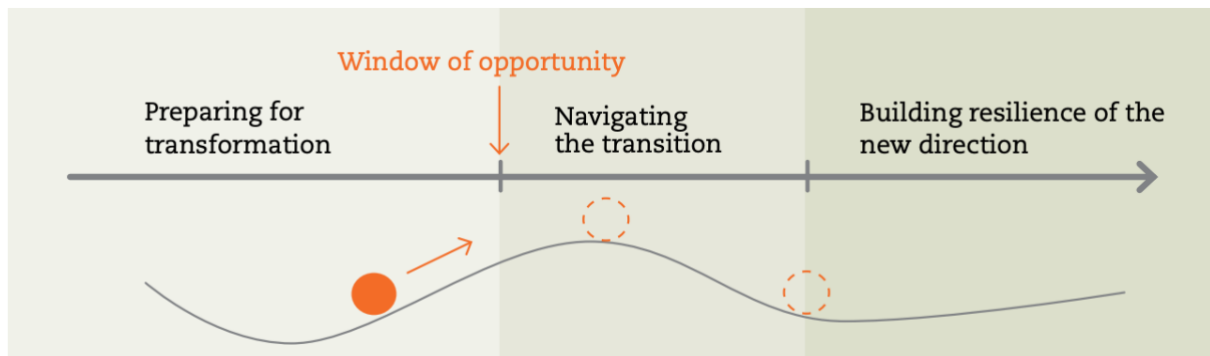 Window of opportunity
Preparing for
transformation
Navigating
the transition
Building resilience of the
new direction